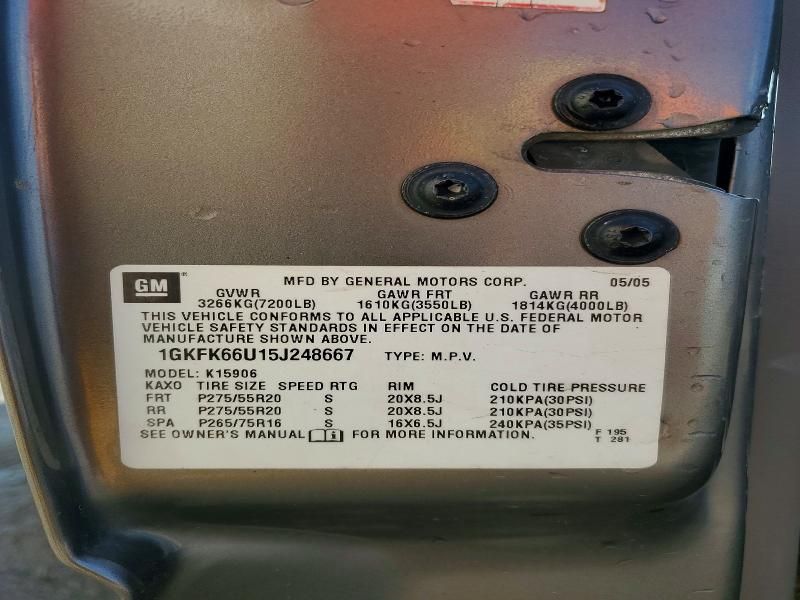 GM MFD BY GENERAL MOTORS CORP. 05/05
GVWR GAWR FRT GAWR RR
3266KG(7200LB) 1610KG(3550LB) 1814KG(4000LB)
THIS VEHICLE CONFORMS TO ALL APPLICABLE U.S. FEDERAL MOTOR
VEHICLE SAFETY STANDARDS IN EFFECT ON THE DATE OF
MANUFACTURE SHOWN ABOVE.
1GKFK66U15J248667 TYPE: M.P.V.
MODEL: K15906
KAXO TIRE SIZE SPEED RTG RIM COLD TIRE PRESSURE
FRT P275/55R20 S 20X8.5J 210KPA(30PSI)
RR P275/55R20 S 20X8.5J 210KPA(30PSI)
SPA P265/75R16 S 16X6.5J 240KPA(35PSI)
SEE OWNER'S MANUAL FOR MORE INFORMATION. F 195
T 281